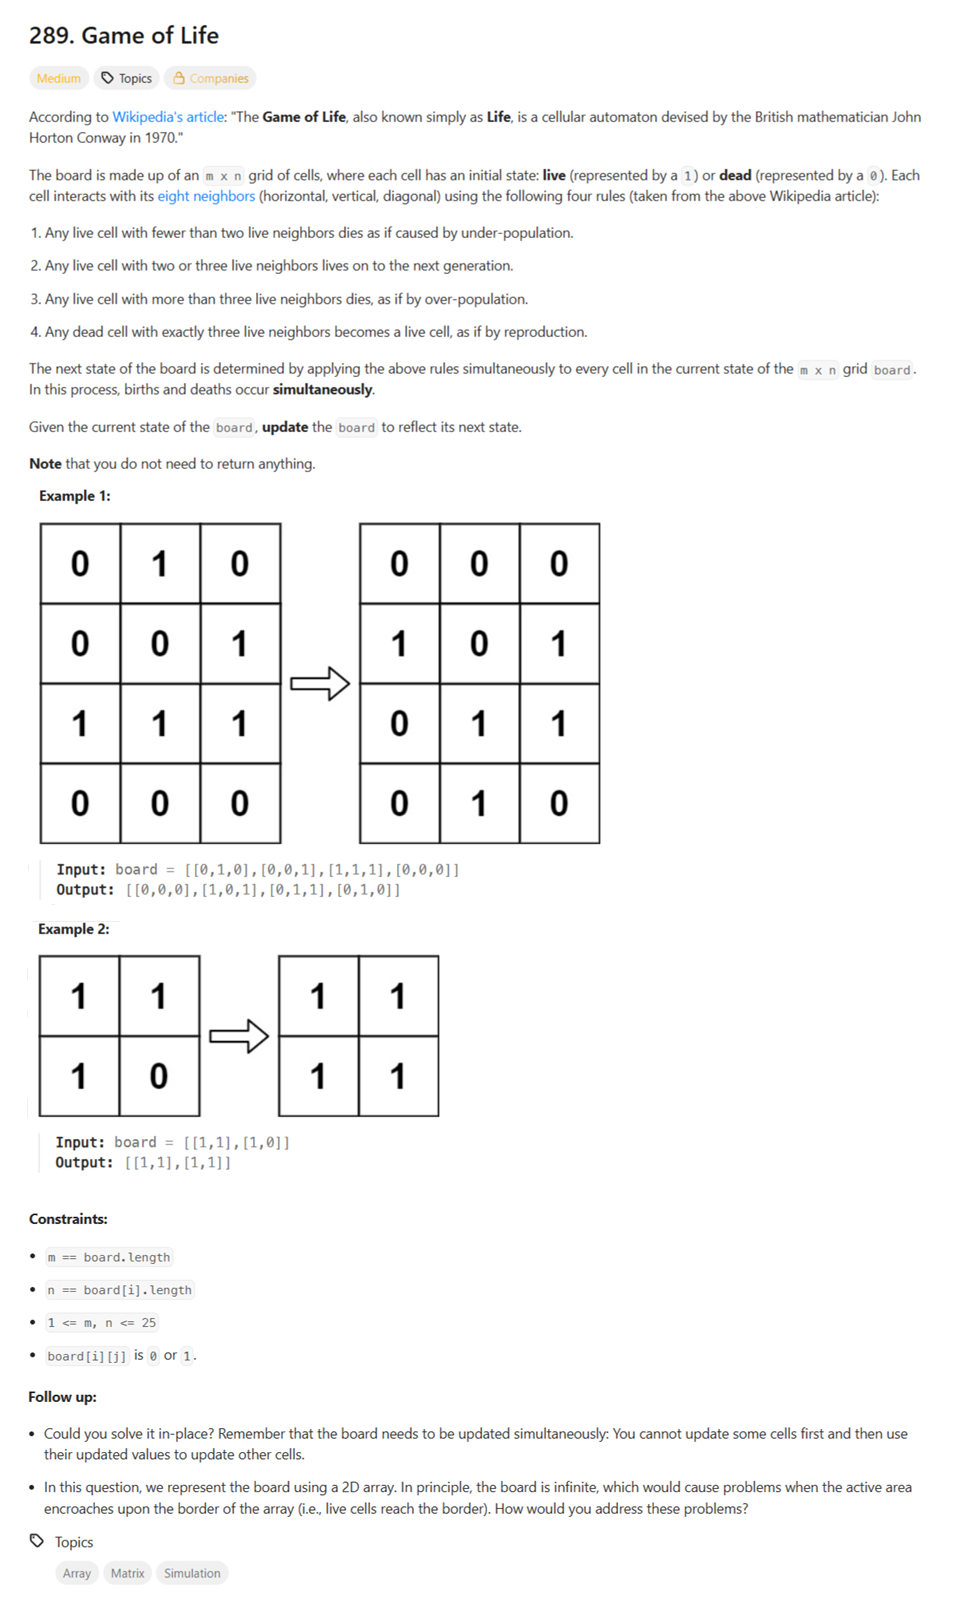 289. Game of Life
Medium Topics Companies
According to Wikipedia's article: "The Game of Life, also known simply as Life, is a cellular automaton devised by the British mathematician John
Horton Conway in 1970."
The board is made up of an m x n grid of cells, where each cell has an initial state: live (represented by a 1) or dead (represented by a 0). Each
cell interacts with its eight neighbors (horizontal, vertical, diagonal) using the following four rules (taken from the above Wikipedia article):
1. Any live cell with fewer than two live neighbors dies as if caused by under-population.
2. Any live cell with two or three live neighbors lives on to the next generation.
3. Any live cell with more than three live neighbors dies, as if by over-population.
4. Any dead cell with exactly three live neighbors becomes a live cell, as if by reproduction.
The next state of the board is determined by applying the above rules simultaneously to every cell in the current state of the m x n grid board.
In this process, births and deaths occur simultaneously.
Given the current state of the board, update the board to reflect its next state.
Note that you do not need to return anything.
Example 1:
0 1 0 0 0 0
0 0 1 1 0 1
1 1 1 0 1 1
0 0 0 0 1 0
Input: board = [[0,1,0],[0,0,1],[1,1,1],[0,0,0]]
Output: [[0,0,0],[1,0,1],[0,1,1],[0,1,0]]
Example 2:
1 1 1 1
1 0 1 1
Input: board = [[1,1],[1,0]]
Output: [[1,1],[1,1]]
Constraints:
• m == board.length
• n == board[i].length
• 1 <= m, n <= 25
• board[i][j] is 0 or 1.
Follow up:
• Could you solve it in-place? Remember that the board needs to be updated simultaneously: You cannot update some cells first and then use
their updated values to update other cells.
• In this question, we represent the board using a 2D array. In principle, the board is infinite, which would cause problems when the active area
encroaches upon the border of the array (i.e., live cells reach the border). How would you address these problems?
Topics
Array Matrix Simulation